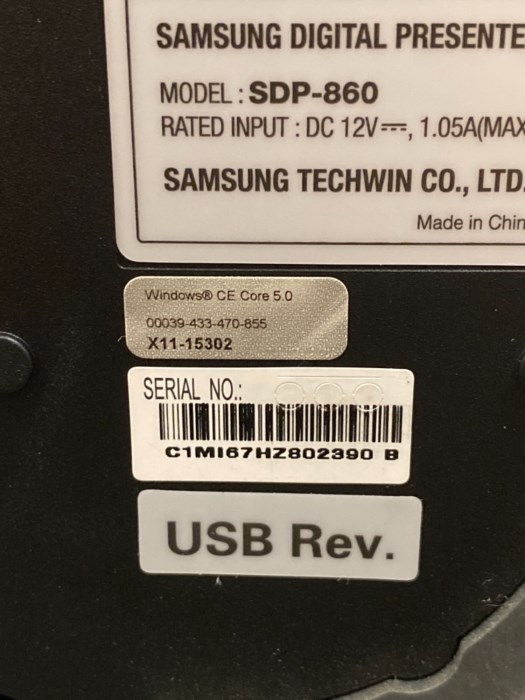 SAMSUNG DIGITAL PRESENTE
MODEL : SDP-860
RATED INPUT : DC 12V⎓, 1.05A(MAX
SAMSUNG TECHWIN CO., LTD.
Made in Chin
Windows® CE Core 5.0
00039-433-470-855
X11-15302
SERIAL NO.:
C1MI67HZ802390 B
USB Rev.